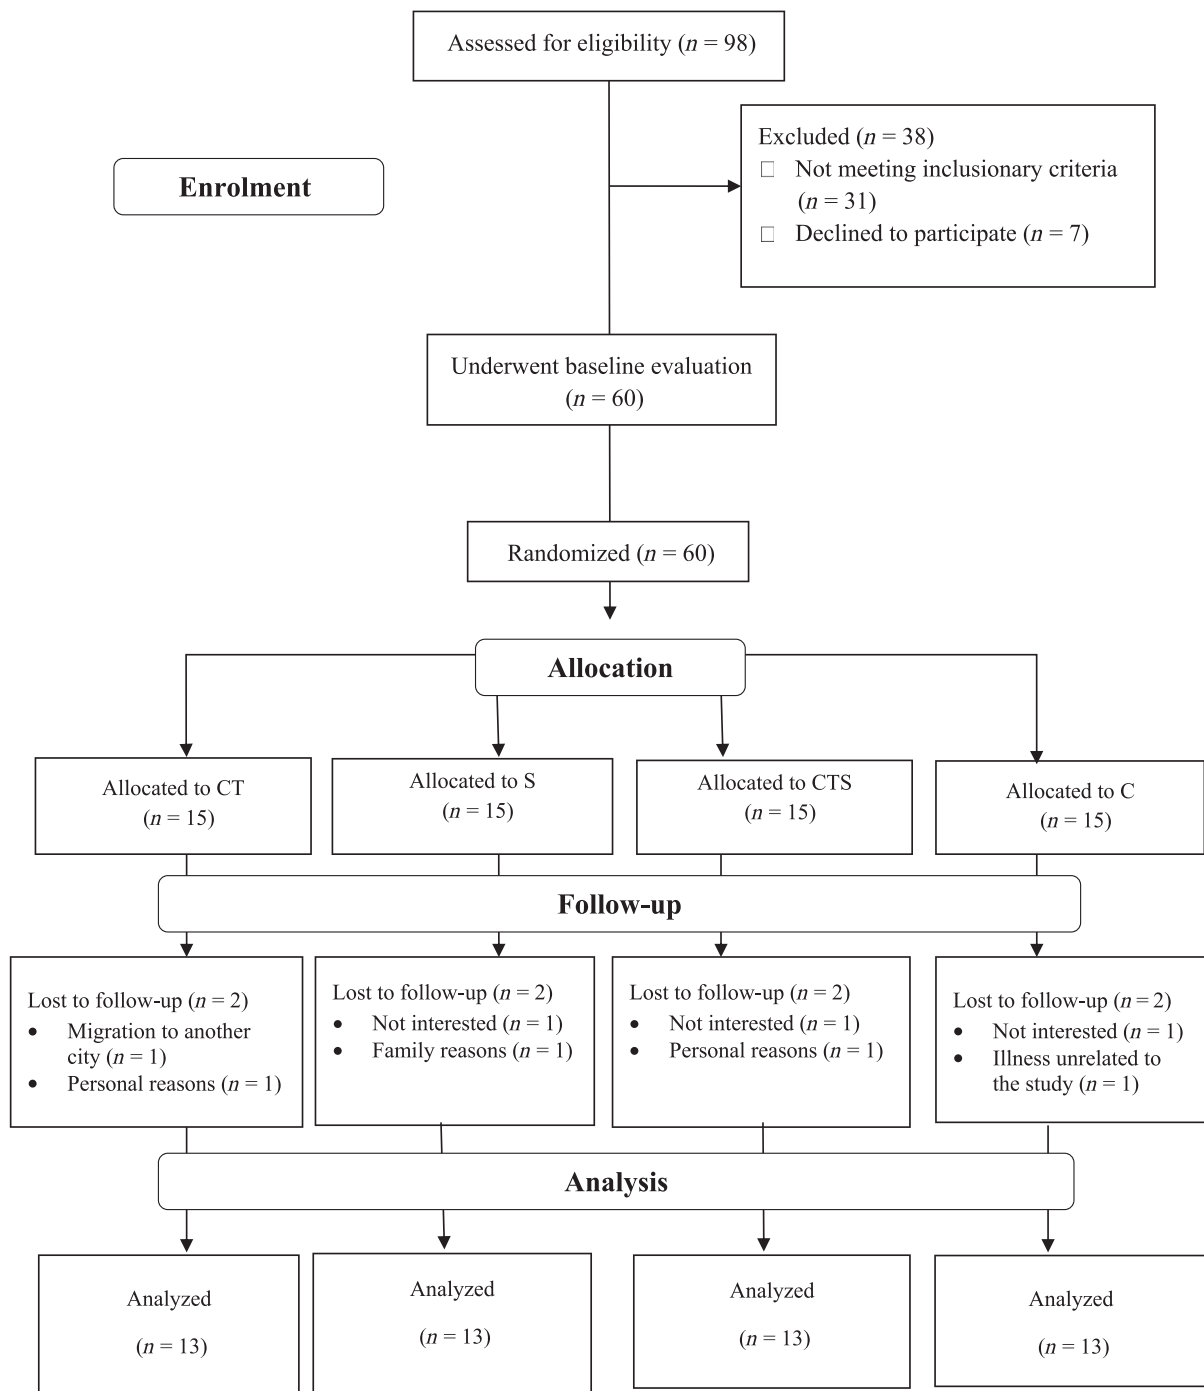 Assessed for eligibility (n = 98)
Excluded (n = 38)
□ Not meeting inclusionary criteria
(n = 31)
□ Declined to participate (n = 7)
Enrolment
Underwent baseline evaluation
(n = 60)
Randomized (n = 60)
Allocation
Allocated to CT
(n = 15)
Allocated to S
(n = 15)
Allocated to CTS
(n = 15)
Allocated to C
(n = 15)
Follow-up
Lost to follow-up (n = 2)
• Migration to another
city (n = 1)
• Personal reasons (n = 1)
Lost to follow-up (n = 2)
• Not interested (n = 1)
• Family reasons (n = 1)
Lost to follow-up (n = 2)
• Not interested (n = 1)
• Personal reasons (n = 1)
Lost to follow-up (n = 2)
• Not interested (n = 1)
• Illness unrelated to
the study (n = 1)
Analysis
Analyzed
(n = 13)
Analyzed
(n = 13)
Analyzed
(n = 13)
Analyzed
(n = 13)